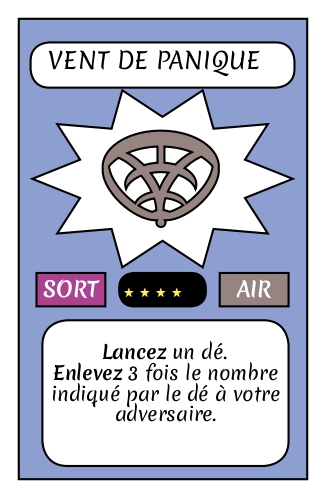 VENT DE PANIQUE
SORT
AIR
Lancez un dé.
Enlevez 3 fois le nombre
indiqué par le dé à votre
adversaire.